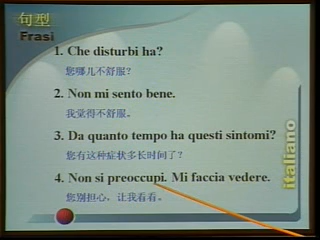 句型
Frasi
1. Che disturbi ha?
您哪儿不舒服?
2. Non mi sento bene.
我觉得不舒服。
3. Da quanto tempo ha questi sintomi?
您有这种症状多长时间了?
4. Non si preoccupi. Mi faccia vedere.
您别担心，让我看看。
italiano